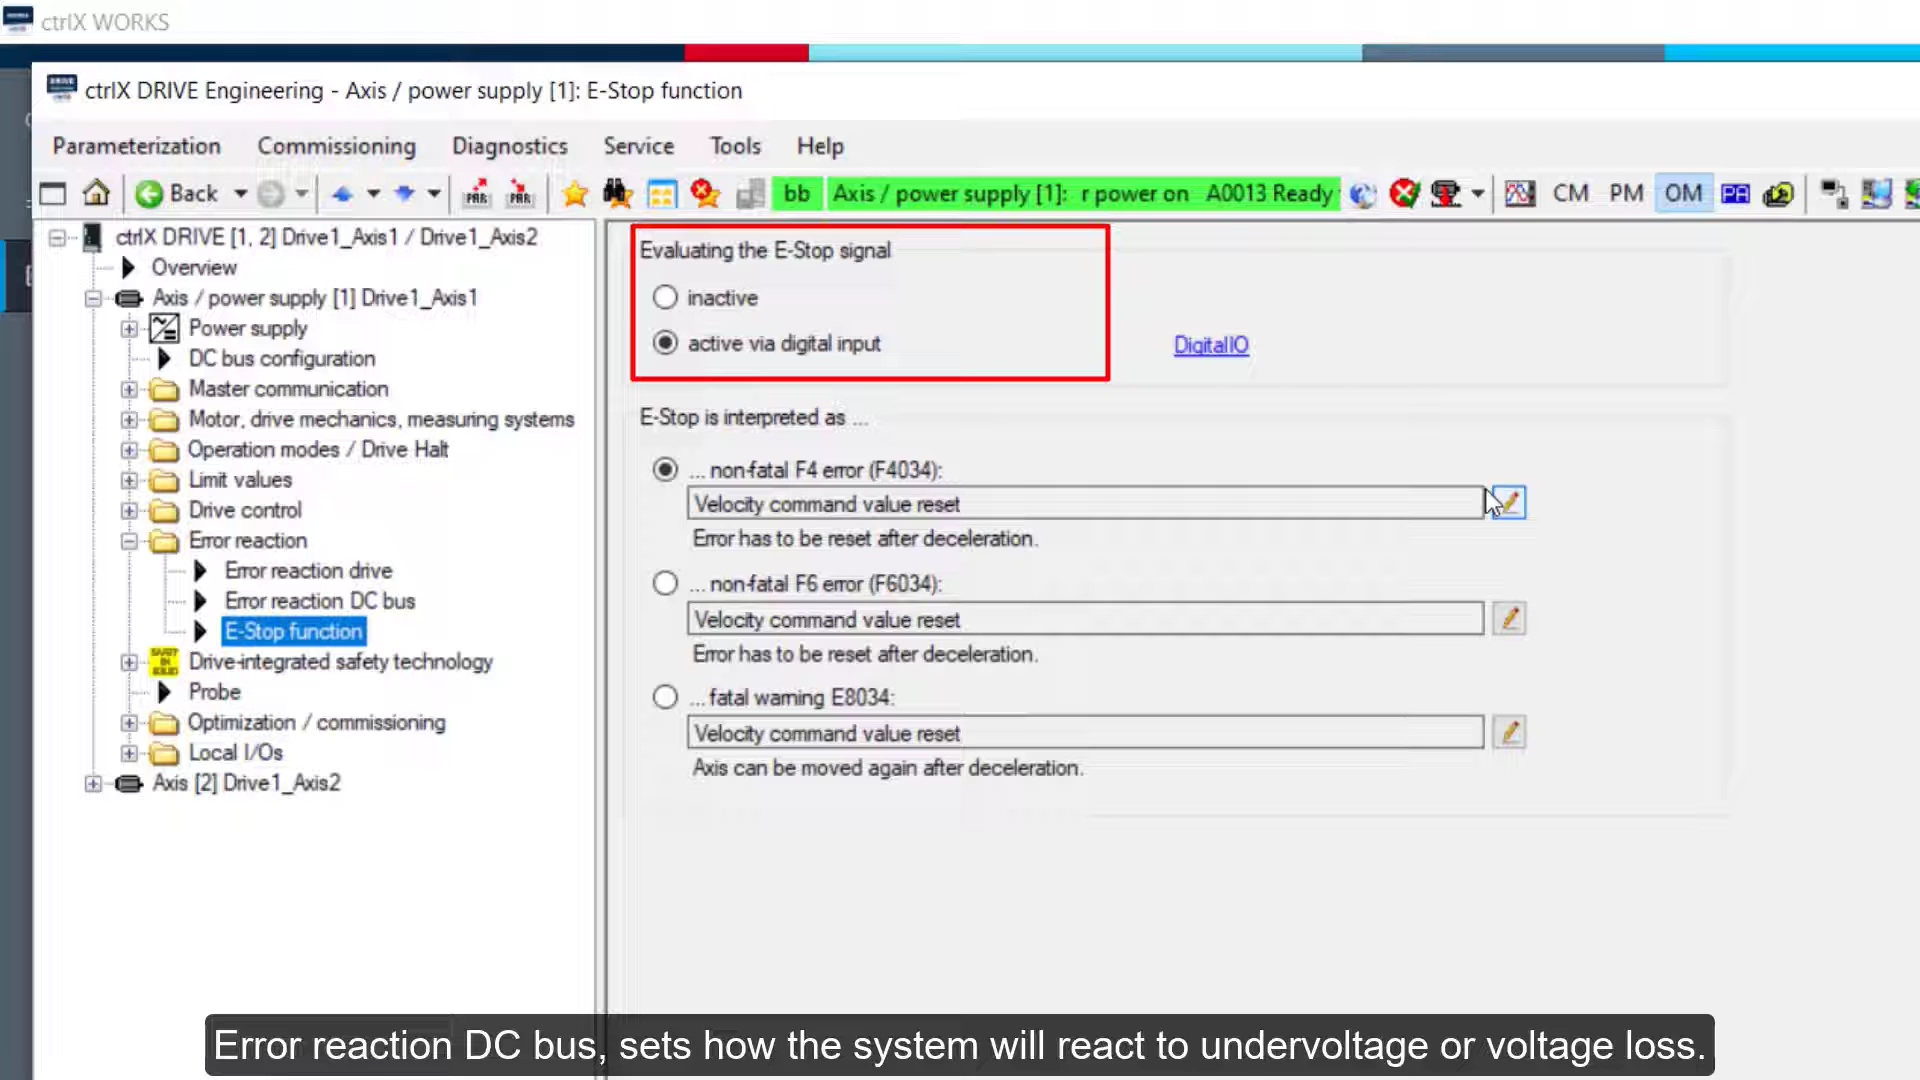 ctrlX WORKS
ctrlX DRIVE Engineering - Axis / power supply [1]: E-Stop function
Parameterization Commissioning Diagnostics Service Tools Help
Back PAR PAR bb Axis / power supply [1]: r power on A0013 Ready CM PM OM PA
ctrlX DRIVE [1, 2] Drive1_Axis1 / Drive1_Axis2
Overview
Axis / power supply [1] Drive1_Axis1
Power supply
DC bus configuration
Master communication
Motor, drive mechanics, measuring systems
Operation modes / Drive Halt
Limit values
Drive control
Error reaction
Error reaction drive
Error reaction DC bus
E-Stop function
Drive-integrated safety technology
Probe
Optimization / commissioning
Local I/Os
Axis [2] Drive1_Axis2
Evaluating the E-Stop signal
inactive
active via digital input
DigitalIO
E-Stop is interpreted as ...
... non-fatal F4 error (F4034):
Velocity command value reset
Error has to be reset after deceleration.
... non-fatal F6 error (F6034):
Velocity command value reset
Error has to be reset after deceleration.
... fatal warning E8034:
Velocity command value reset
Axis can be moved again after deceleration.
Error reaction DC bus, sets how the system will react to undervoltage or voltage loss.